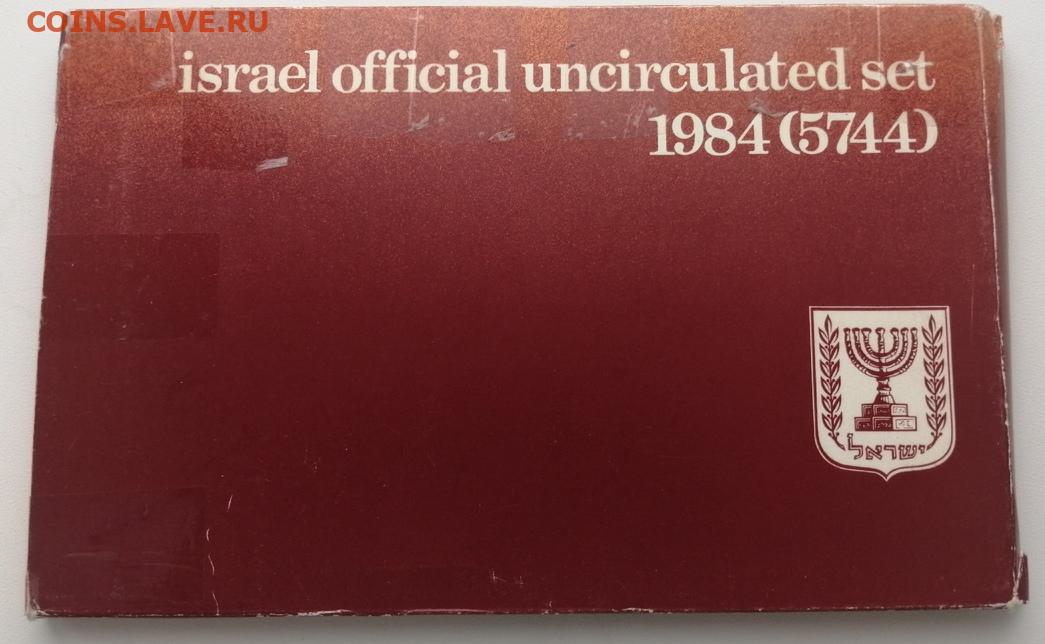 COINS.LAVE.RU
israel official uncirculated set
1984 (5744)
ישראל